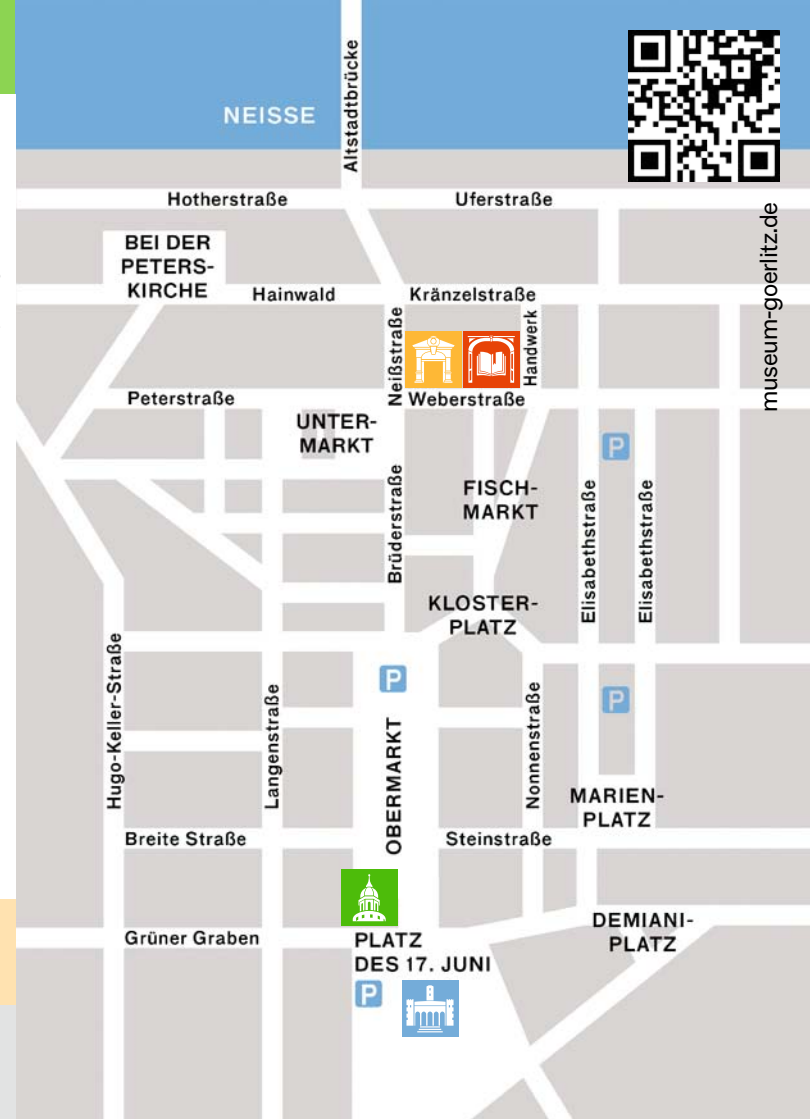 Altstadtbrücke
NEISSE
museum-goerlitz.de
Hotherstraße
Uferstraße
BEI DER
PETERS-
KIRCHE
Hainwald
Kränzelstraße
Neißstraße
Handwerk
Peterstraße
Weberstraße
UNTER-
MARKT
P
FISCH-
MARKT
Brüderstraße
Elisabethstraße
Elisabethstraße
KLOSTER-
PLATZ
Hugo-Keller-Straße
Langenstraße
P
OBERMARKT
Nonnenstraße
P
MARIEN-
PLATZ
Breite Straße
Steinstraße
DEMIANI-
PLATZ
Grüner Graben
PLATZ
DES 17. JUNI
P